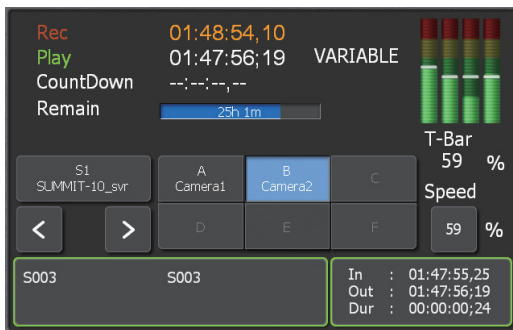 Rec 01:48:54,10
Play 01:47:56;19 VARIABLE
CountDown --:--:--,--
Remain 25h 1m
T-Bar
59 %
S1
SUMMIT-10_svr
A
Camera1
B
Camera2
C
Speed
< >
D
E
F
59 %
S003 S003
In : 01:47:55,25
Out : 01:47:56;19
Dur : 00:00:00;24